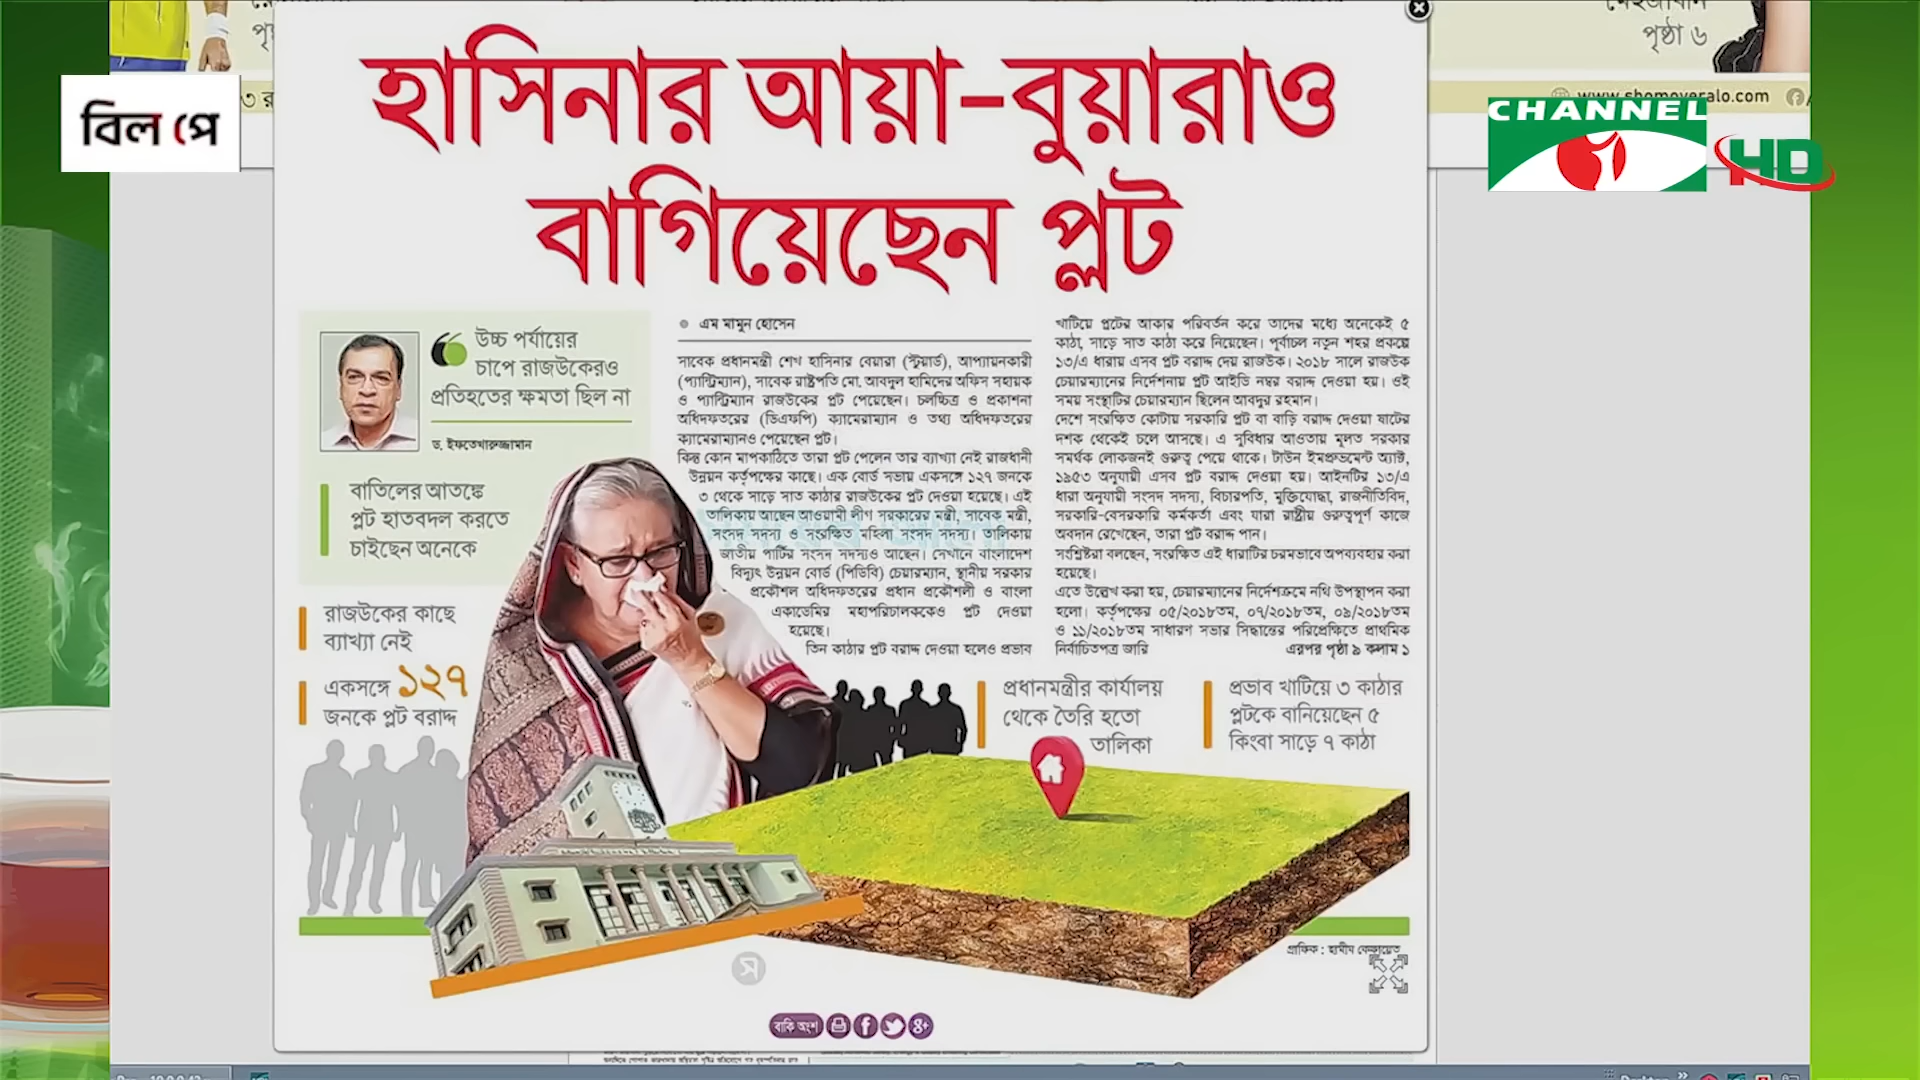 পৃষ্ঠা ৬
www.shomoyeralo.com
বিল পে
CHANNEL
HD
হাসিনার আয়া-বুয়ারাও
বাগিয়েছেন প্লট
উচ্চ পর্যায়ের
চাপে রাজউকেরও
প্রতিহতের ক্ষমতা ছিল না
ড. ইফতেখারুজ্জামান
বাতিলের আতঙ্কে
প্লট হাতবদল করতে
চাইছেন অনেকে
রাজউকের কাছে
ব্যাখ্যা নেই
একসঙ্গে ১২৭
জনকে প্লট বরাদ্দ
এম মামুন হোসেন
সাবেক প্রধানমন্ত্রী শেখ হাসিনার বেয়ারা (স্টুয়ার্ড), আপ্যায়নকারী
(প্যান্ট্রিম্যান), সাবেক রাষ্ট্রপতি মো. আবদুল হামিদের অফিস সহায়ক
ও প্যান্ট্রিম্যান রাজউকের প্লট পেয়েছেন। চলচ্চিত্র ও প্রকাশনা
অধিদফতরের (ডিএফপি) ক্যামেরাম্যান ও তথ্য অধিদফতরের
ক্যামেরাম্যানও পেয়েছেন প্লট।
কিন্তু কোন মাপকাঠিতে তারা প্লট পেলেন তার ব্যাখ্যা নেই রাজধানী
উন্নয়ন কর্তৃপক্ষের কাছে। এক বোর্ড সভায় একসঙ্গে ১২৭ জনকে
৩ থেকে সাড়ে সাত কাঠার রাজউকের প্লট দেওয়া হয়েছে। এই
তালিকায় আছেন আওয়ামী লীগ সরকারের মন্ত্রী, সাবেক মন্ত্রী,
সংসদ সদস্য ও সংরক্ষিত মহিলা সংসদ সদস্য। তালিকায়
জাতীয় পার্টির সংসদ সদস্যও আছেন। সেখানে বাংলাদেশ
বিদ্যুৎ উন্নয়ন বোর্ড (পিডিবি) চেয়ারম্যান, স্থানীয় সরকার
প্রকৌশল অধিদফতরের প্রধান প্রকৌশলী ও বাংলা
একাডেমির মহাপরিচালককেও প্লট দেওয়া
হয়েছে।
তিন কাঠার প্লট বরাদ্দ দেওয়া হলেও প্রভাব
খাটিয়ে প্লটের আকার পরিবর্তন করে তাদের মধ্যে অনেকেই ৫
কাঠা, সাড়ে সাত কাঠা করে নিয়েছেন। পূর্বাচল নতুন শহর প্রকল্পে
১৩/এ ধারায় এসব প্লট বরাদ্দ দেয় রাজউক। ২০১৮ সালে রাজউক
চেয়ারম্যানের নির্দেশনায় প্লট আইডি নম্বর বরাদ্দ দেওয়া হয়। ওই
সময় সংস্থাটির চেয়ারম্যান ছিলেন আবদুর রহমান।
দেশে সংরক্ষিত কোটায় সরকারি প্লট বা বাড়ি বরাদ্দ দেওয়া ষাটের
দশক থেকেই চলে আসছে। এ সুবিধার আওতায় মূলত সরকার
সমর্থক লোকজনই গুরুত্ব পেয়ে থাকে। টাউন ইমপ্রুভমেন্ট অ্যাক্ট,
১৯৫৩ অনুযায়ী এসব প্লট বরাদ্দ দেওয়া হয়। আইনটির ১৩/এ
ধারা অনুযায়ী সংসদ সদস্য, বিচারপতি, মুক্তিযোদ্ধা, রাজনীতিবিদ,
সরকারি-বেসরকারি কর্মকর্তা এবং যারা রাষ্ট্রীয় গুরুত্বপূর্ণ কাজে
অবদান রেখেছেন, তারা প্লট বরাদ্দ পান।
সংশ্লিষ্টরা বলছেন, সংরক্ষিত এই ধারাটির চরমভাবে অপব্যবহার করা
হয়েছে।
এতে উল্লেখ করা হয়, চেয়ারম্যানের নির্দেশক্রমে নথি উপস্থাপন করা
হলো। কর্তৃপক্ষের ০৫/২০১৮তম, ০৭/২০১৮তম, ০৯/২০১৮তম
ও ১১/২০১৮তম সাধারণ সভার সিদ্ধান্তের পরিপ্রেক্ষিতে প্রাথমিক
নির্বাচিতপত্র জারি এরপর পৃষ্ঠা ৯ কলাম ১
প্রধানমন্ত্রীর কার্যালয়
থেকে তৈরি হতো
তালিকা
প্রভাব খাটিয়ে ৩ কাঠার
প্লটকে বানিয়েছেন ৫
কিংবা সাড়ে ৭ কাঠা
গ্রাফিক : হামীম কেফায়েত
স
বাকি অংশ